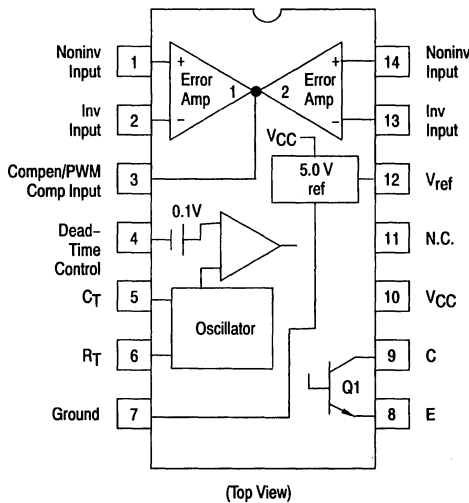 Noninv
Input
1
+
Error
Amp
1
2
Error
Amp
+
14
Noninv
Input
Inv
Input
2
−
−
13
Inv
Input
Compen/PWM
Comp Input
3
VCC
5.0 V
ref
12
Vref
Dead–
Time
Control
4
0.1V
11
N.C.
CT
5
Oscillator
10
VCC
RT
6
Q1
9
C
Ground
7
8
E
(Top View)